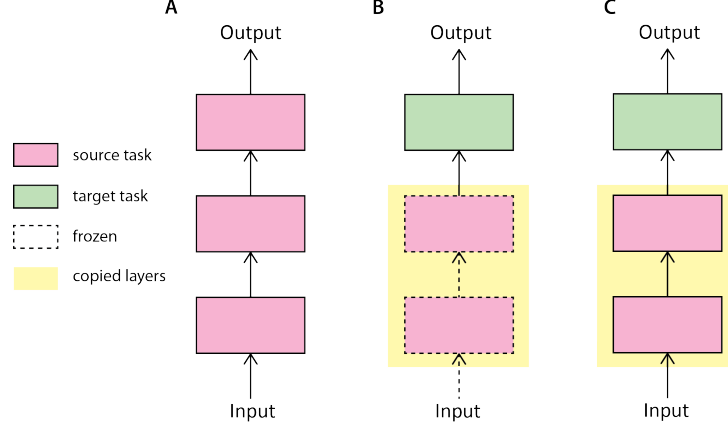 A
B
C
Output
Output
Output
source task
target task
frozen
copied layers
Input
Input
Input